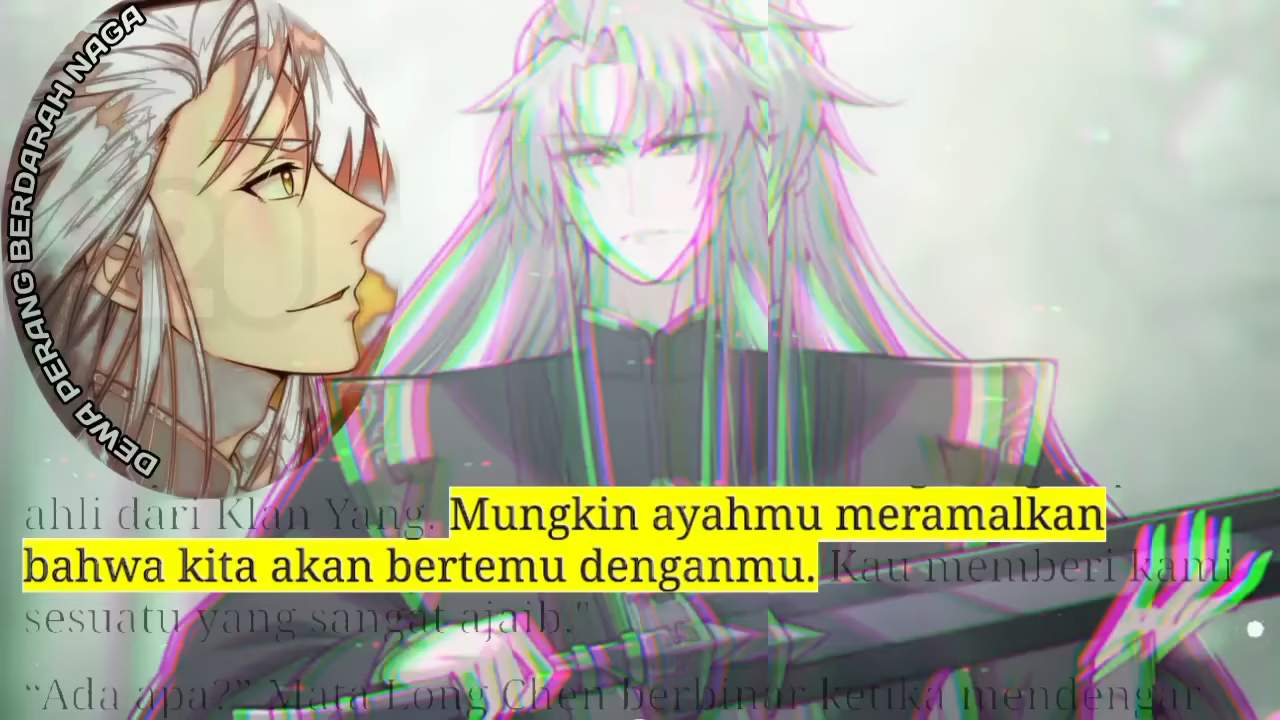 DEWA PERANG BERDARAH NAGA
20
ahli dari Klan Yang. Mungkin ayahmu meramalkan
bahwa kita akan bertemu denganmu. Kau memberi kami
sesuatu yang sangat ajaib."
“Ada apa?” Mata Long Chen berbinar ketika mendengar